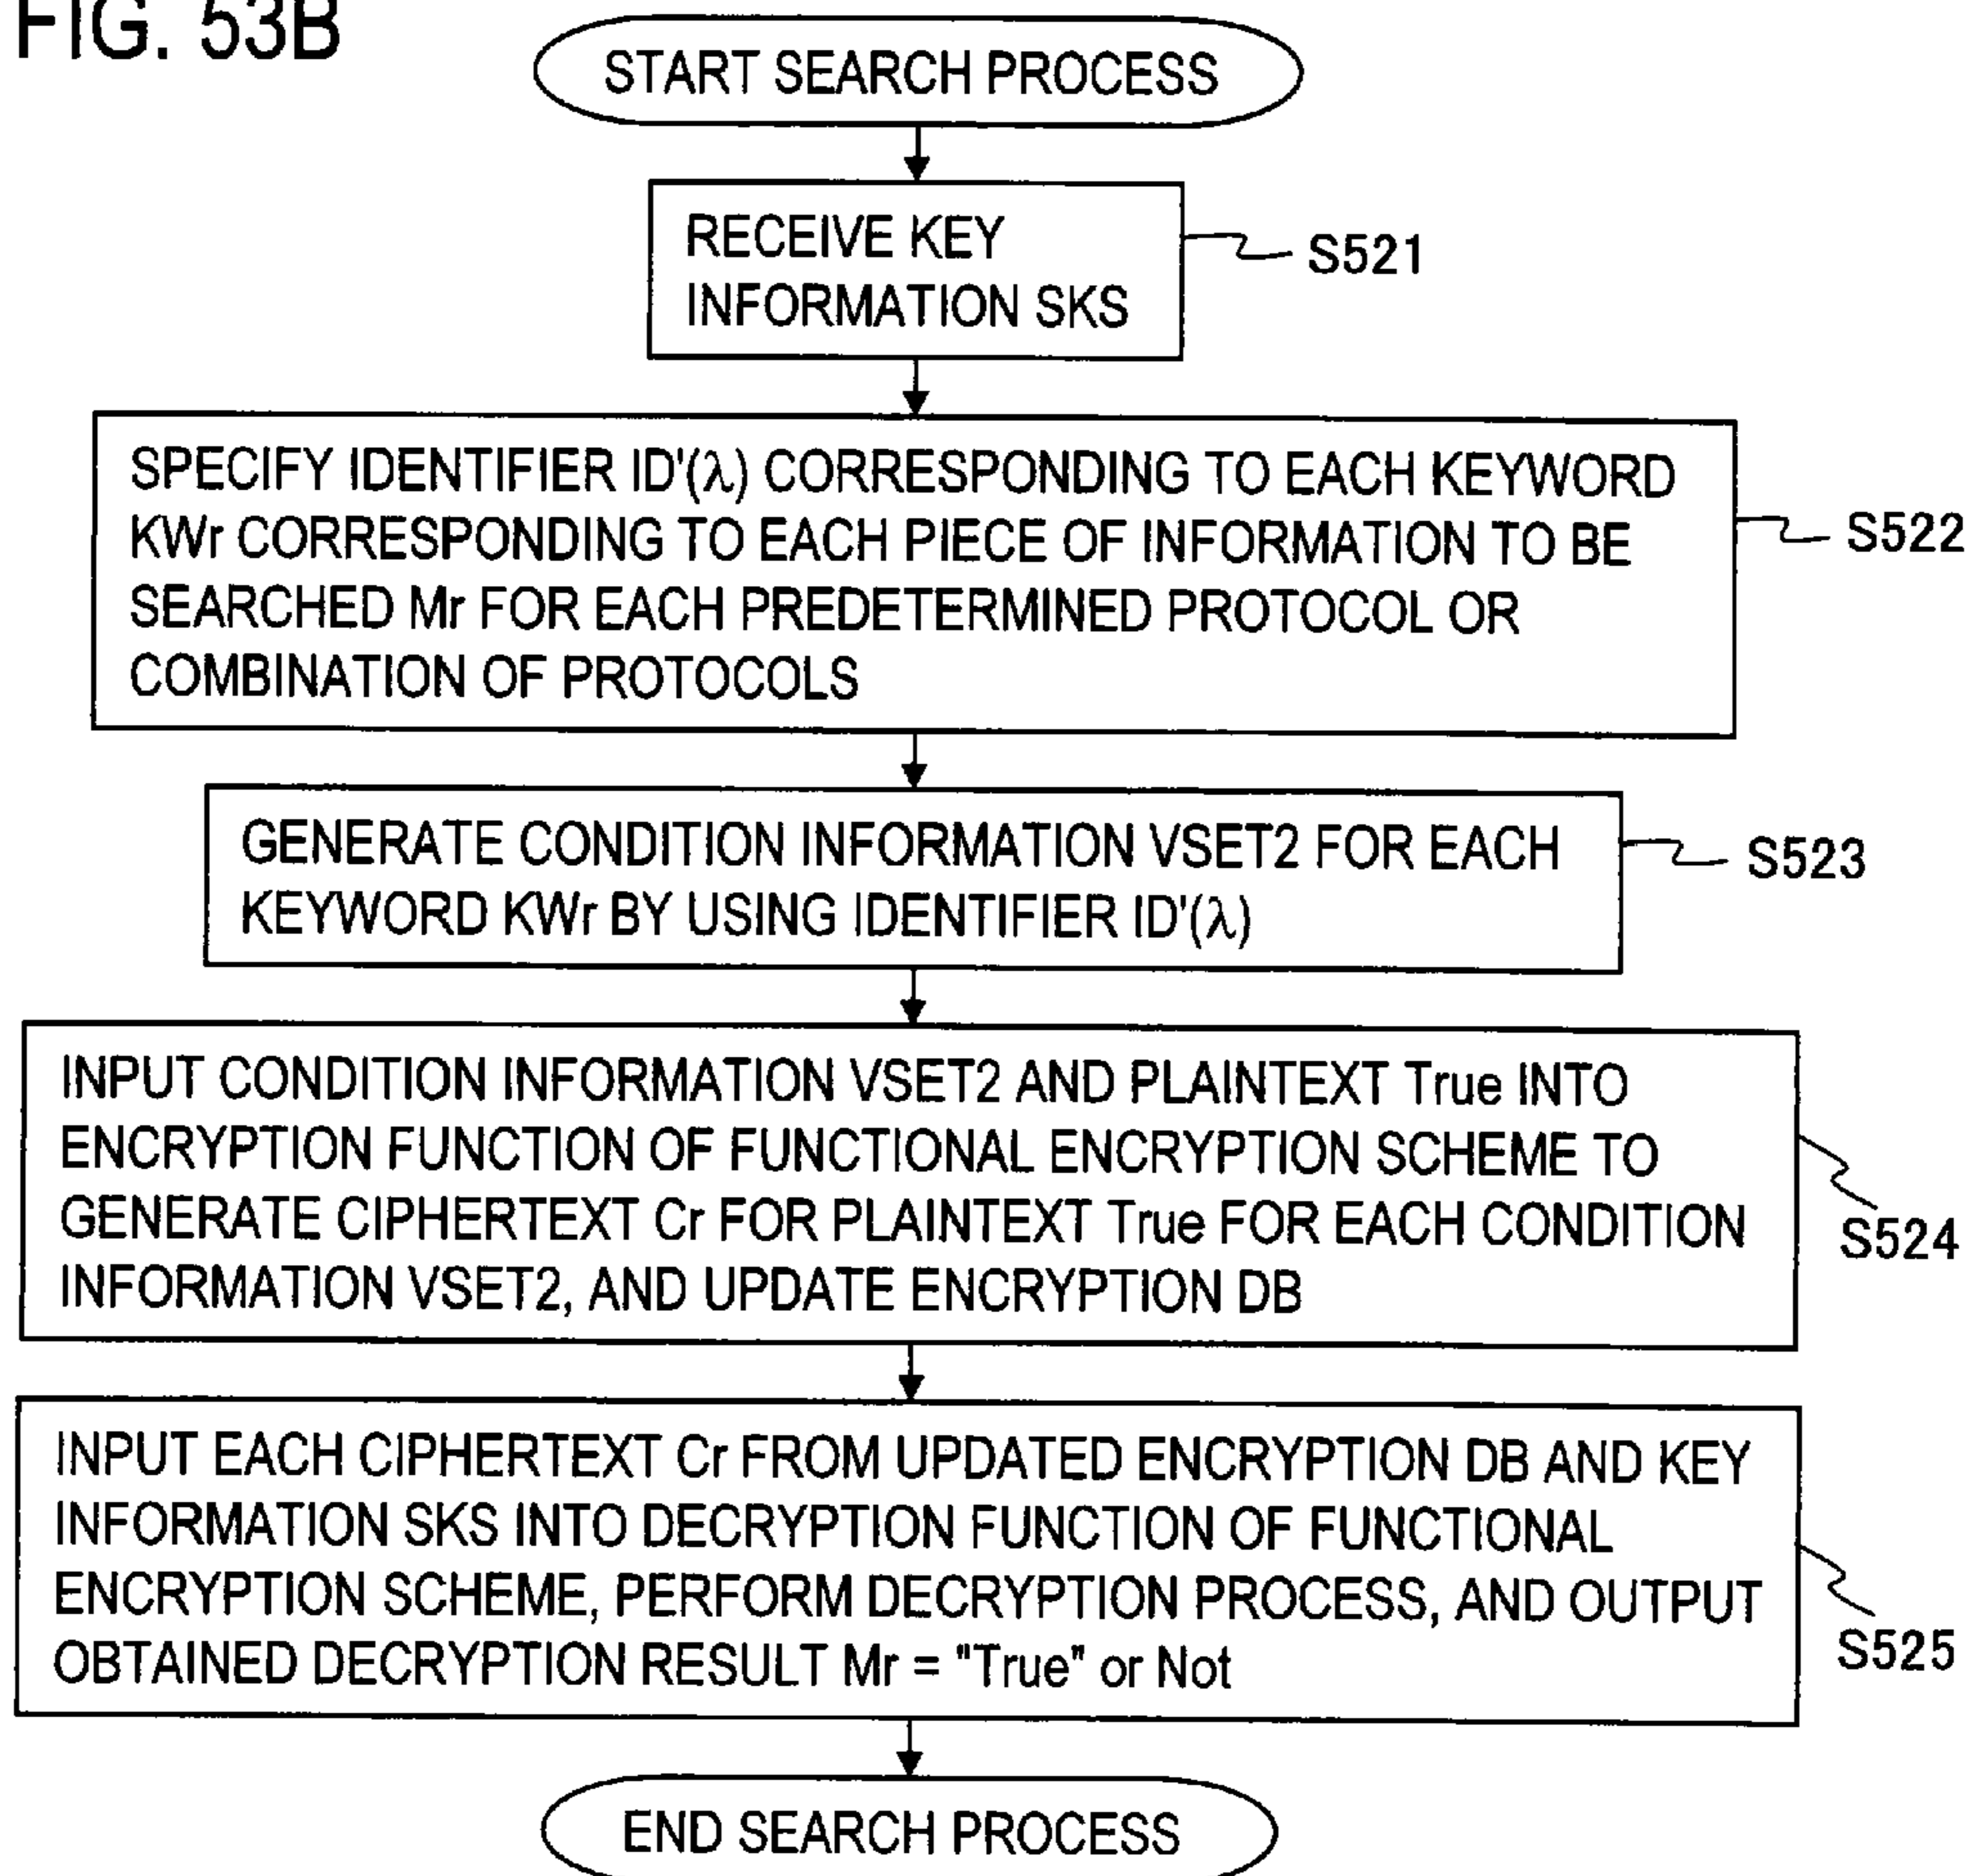 FIG. 53B
START SEARCH PROCESS
RECEIVE KEY
INFORMATION SKS
S521
SPECIFY IDENTIFIER ID'(λ) CORRESPONDING TO EACH KEYWORD
KWr CORRESPONDING TO EACH PIECE OF INFORMATION TO BE
SEARCHED Mr FOR EACH PREDETERMINED PROTOCOL OR
COMBINATION OF PROTOCOLS
S522
GENERATE CONDITION INFORMATION VSET2 FOR EACH
KEYWORD KWr BY USING IDENTIFIER ID'(λ)
S523
INPUT CONDITION INFORMATION VSET2 AND PLAINTEXT True INTO
ENCRYPTION FUNCTION OF FUNCTIONAL ENCRYPTION SCHEME TO
GENERATE CIPHERTEXT Cr FOR PLAINTEXT True FOR EACH CONDITION
INFORMATION VSET2, AND UPDATE ENCRYPTION DB
S524
INPUT EACH CIPHERTEXT Cr FROM UPDATED ENCRYPTION DB AND KEY
INFORMATION SKS INTO DECRYPTION FUNCTION OF FUNCTIONAL
ENCRYPTION SCHEME, PERFORM DECRYPTION PROCESS, AND OUTPUT
OBTAINED DECRYPTION RESULT Mr = "True" or Not
S525
END SEARCH PROCESS